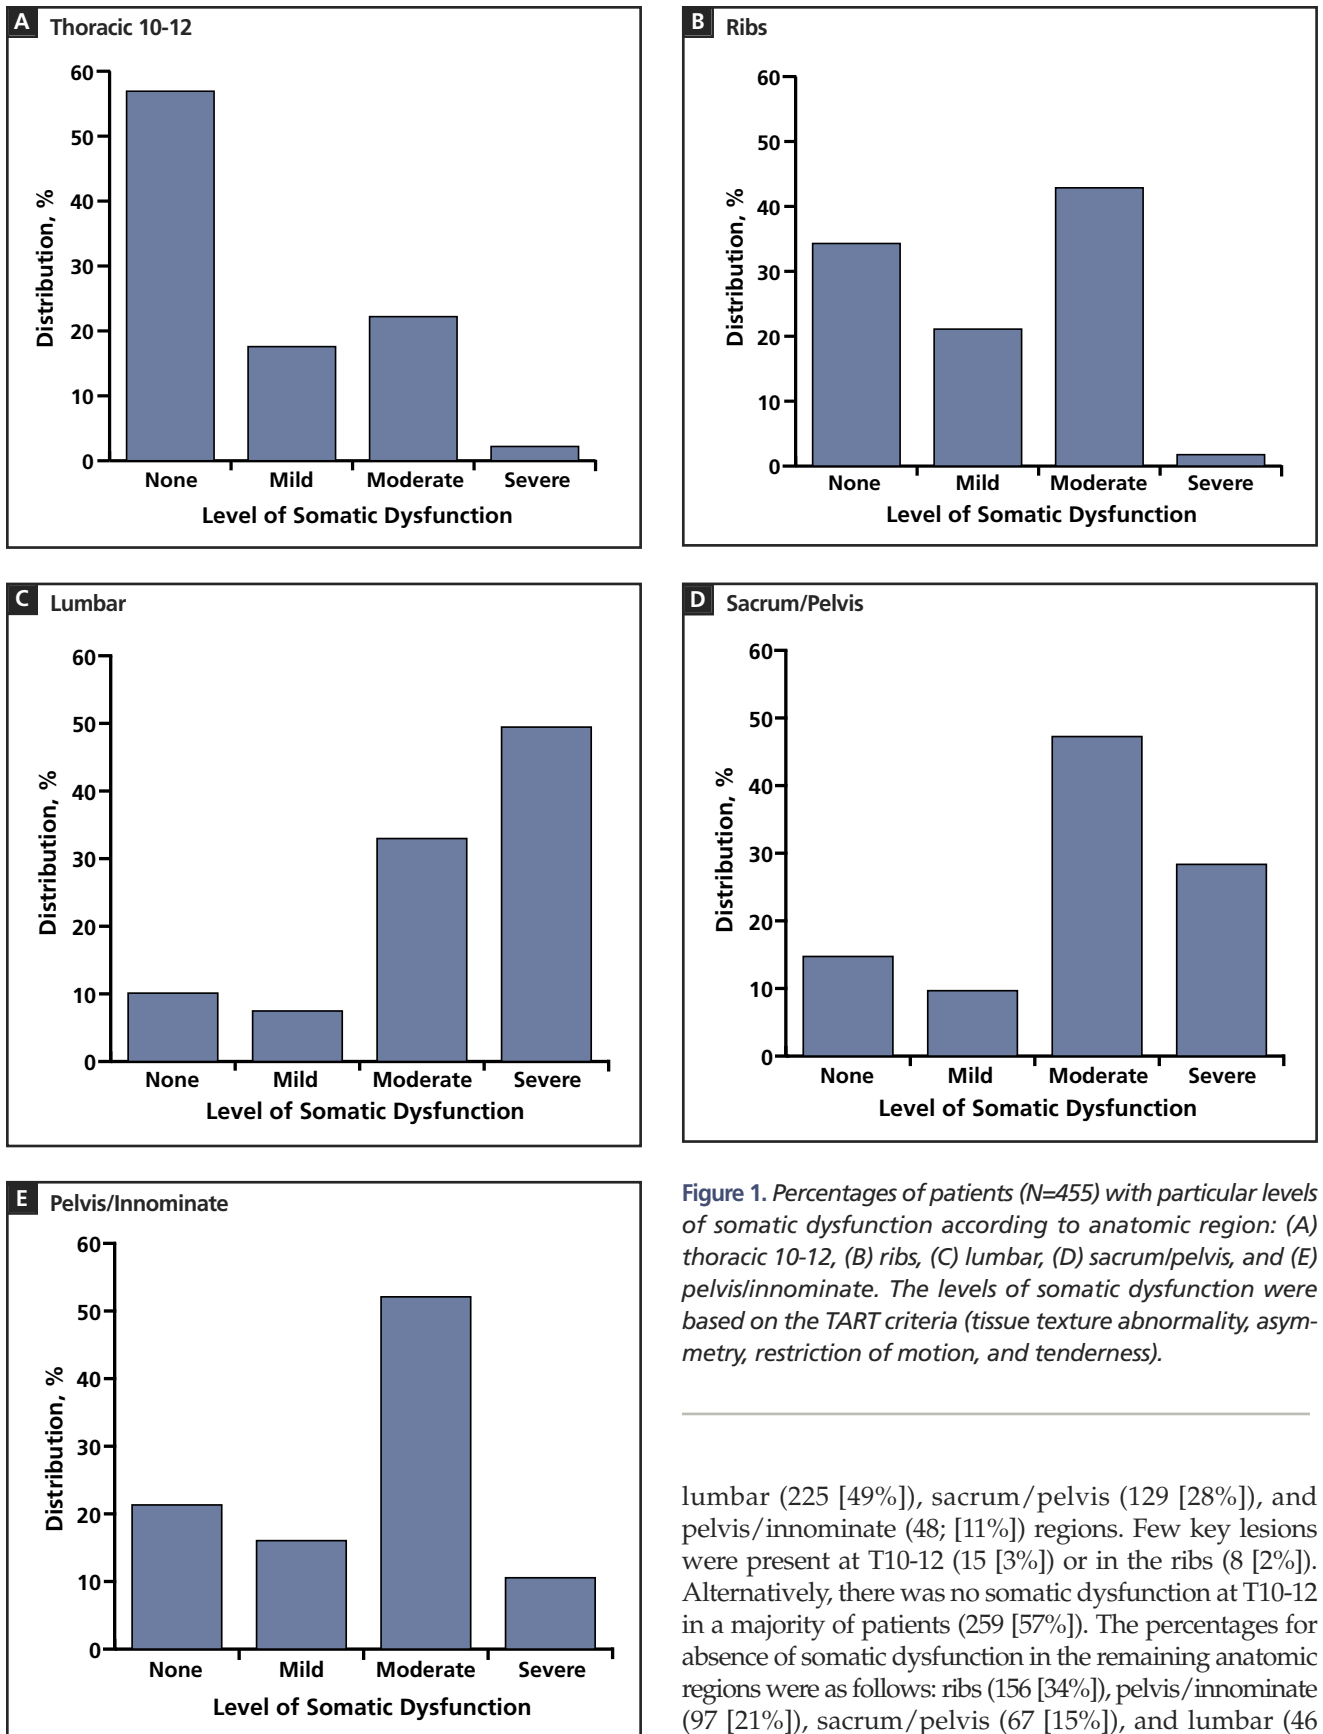 A Thoracic 10-12
60
50
40
30
20
10
0
Distribution, %
None Mild Moderate Severe
Level of Somatic Dysfunction
B Ribs
60
50
40
30
20
10
0
Distribution, %
None Mild Moderate Severe
Level of Somatic Dysfunction
C Lumbar
60
50
40
30
20
10
0
Distribution, %
None Mild Moderate Severe
Level of Somatic Dysfunction
D Sacrum/Pelvis
60
50
40
30
20
10
0
Distribution, %
None Mild Moderate Severe
Level of Somatic Dysfunction
E Pelvis/Innominate
60
50
40
30
20
10
0
Distribution, %
None Mild Moderate Severe
Level of Somatic Dysfunction
Figure 1. Percentages of patients (N=455) with particular levels
of somatic dysfunction according to anatomic region: (A)
thoracic 10-12, (B) ribs, (C) lumbar, (D) sacrum/pelvis, and (E)
pelvis/innominate. The levels of somatic dysfunction were
based on the TART criteria (tissue texture abnormality, asym-
metry, restriction of motion, and tenderness).
lumbar (225 [49%]), sacrum/pelvis (129 [28%]), and
pelvis/innominate (48; [11%]) regions. Few key lesions
were present at T10-12 (15 [3%]) or in the ribs (8 [2%]).
Alternatively, there was no somatic dysfunction at T10-12
in a majority of patients (259 [57%]). The percentages for
absence of somatic dysfunction in the remaining anatomic
regions were as follows: ribs (156 [34%]), pelvis/innominate
(97 [21%]), sacrum/pelvis (67 [15%]), and lumbar (46